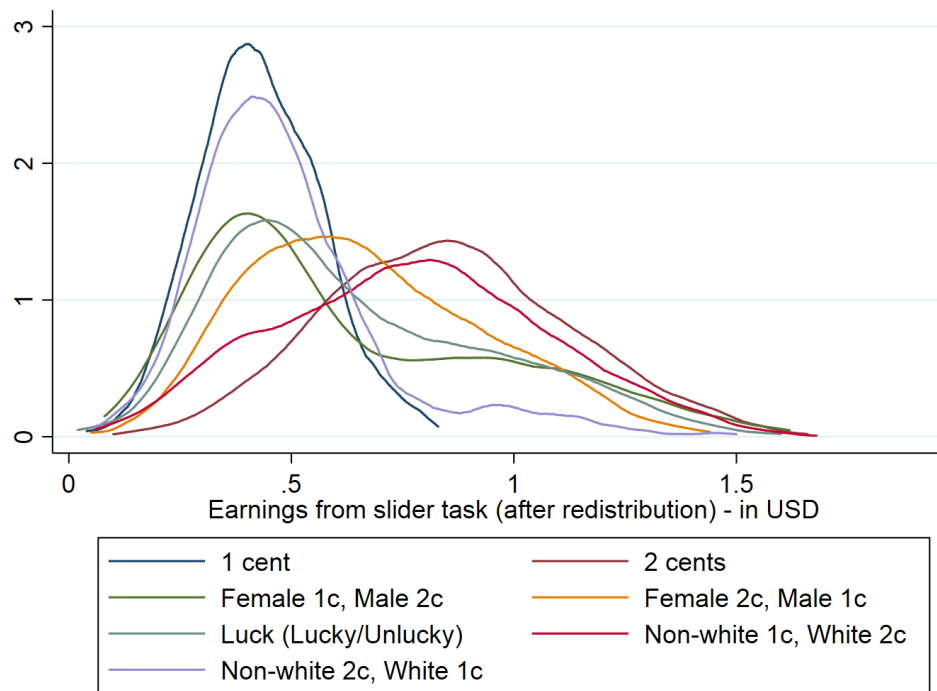 3
2
1
0
0 .5 1 1.5
Earnings from slider task (after redistribution) - in USD
1 cent 2 cents
Female 1c, Male 2c Female 2c, Male 1c
Luck (Lucky/Unlucky) Non-white 1c, White 2c
Non-white 2c, White 1c